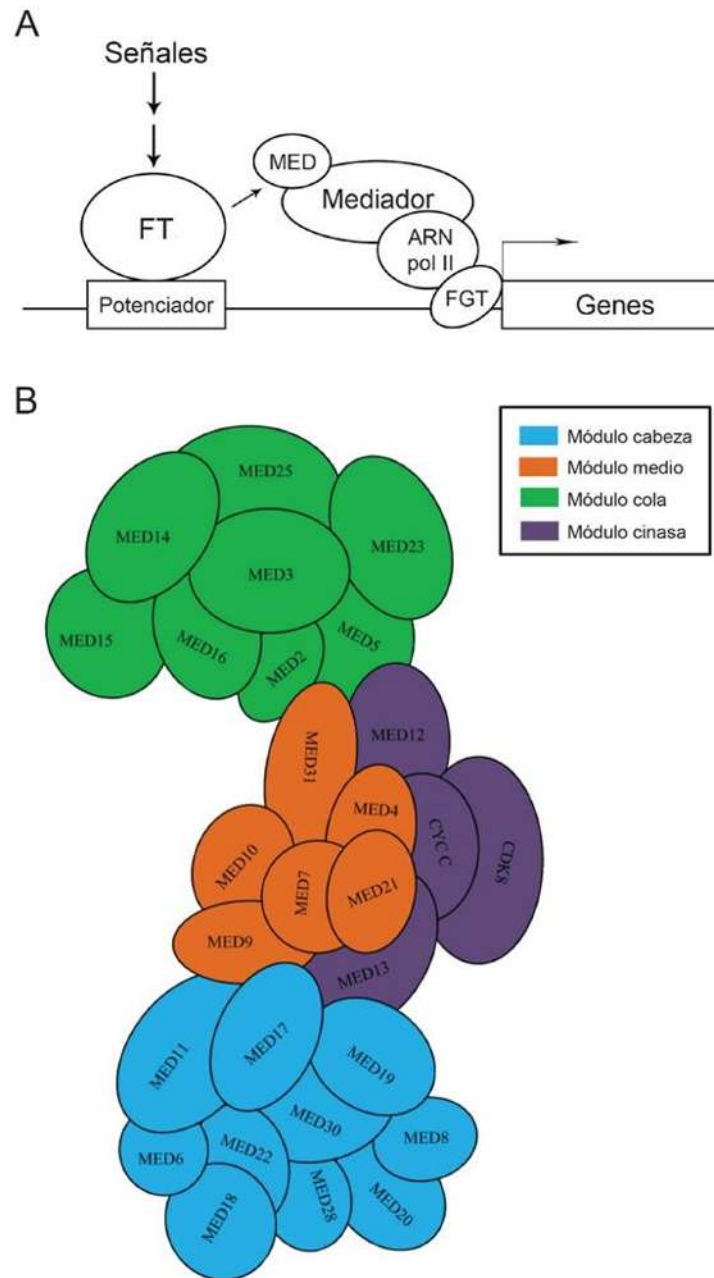 A
Señales
FT
Potenciador
MED
Mediador
ARN
pol II
FGT
Genes
B
Módulo cabeza
Módulo medio
Módulo cola
Módulo cinasa
MED25
MED14
MED23
MED3
MED15
MED16
MED2
MED5
MED12
MED31
MED4
CYC C
CDK8
MED10
MED7
MED21
MED9
MED13
MED17
MED11
MED19
MED30
MED8
MED6
MED22
MED18
MED28
MED20